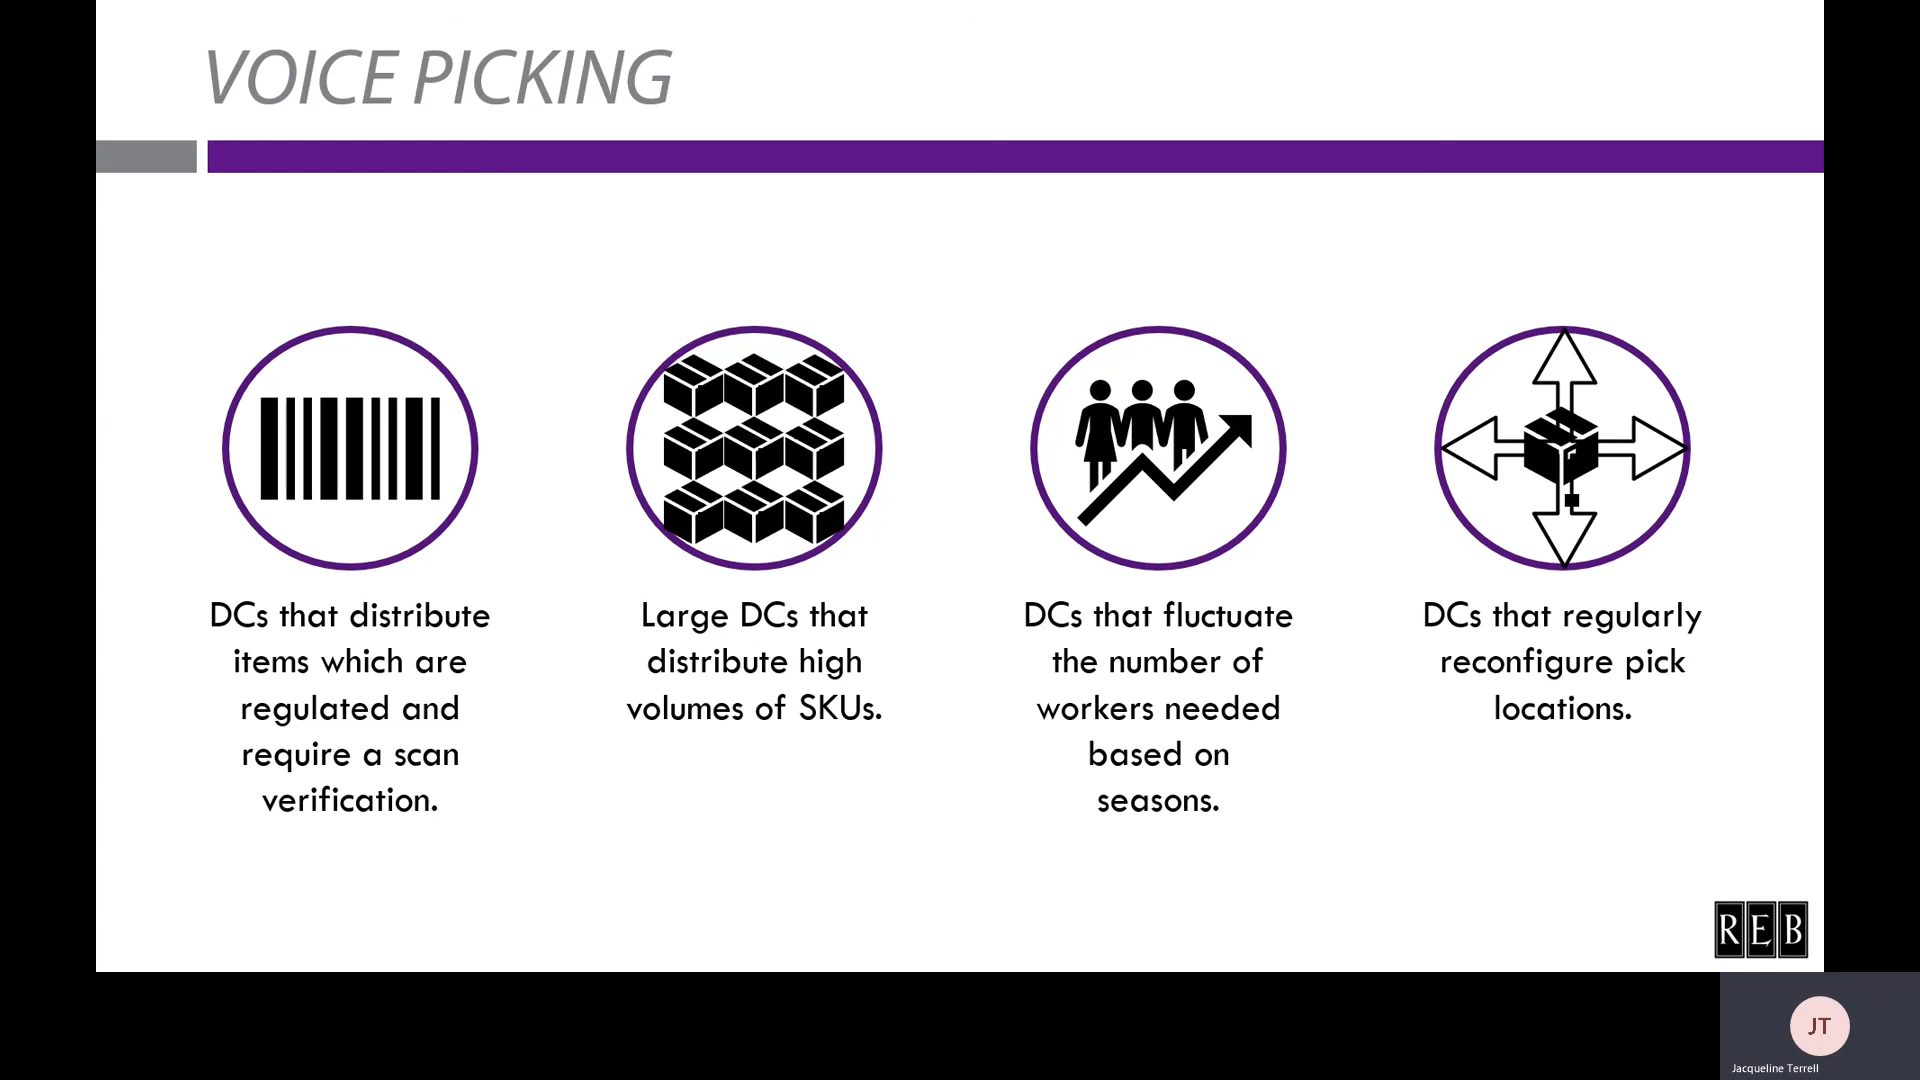 VOICE PICKING
DCs that distribute
items which are
regulated and
require a scan
verification.
Large DCs that
distribute high
volumes of SKUs.
DCs that fluctuate
the number of
workers needed
based on
seasons.
DCs that regularly
reconfigure pick
locations.
REB
JT
Jacqueline Terrell